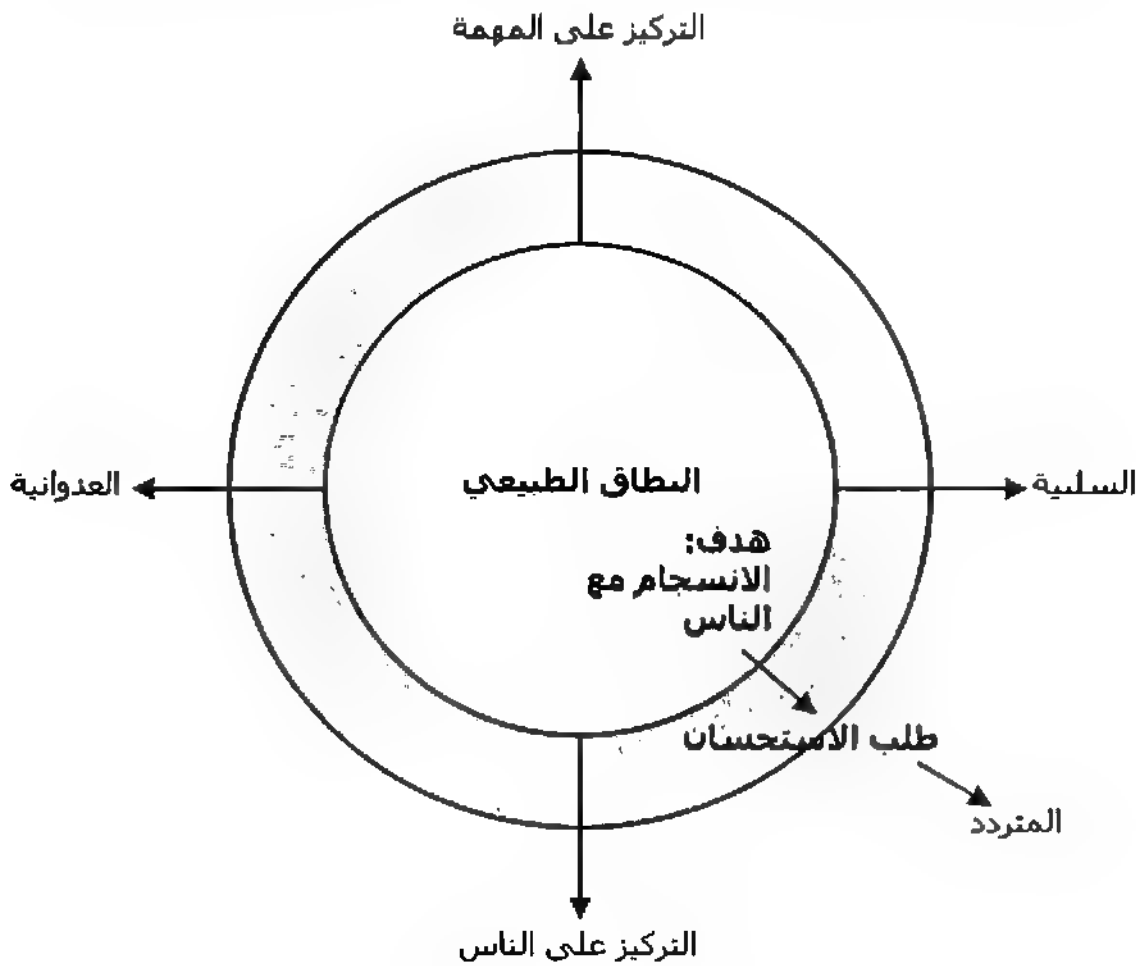 التركيز على المهمة
العدوانية
النطاق الطبيعي
السلبية
هدف:
الانسجام مع
الناس
طلب الاستحسان
المتردد
التركيز على الناس